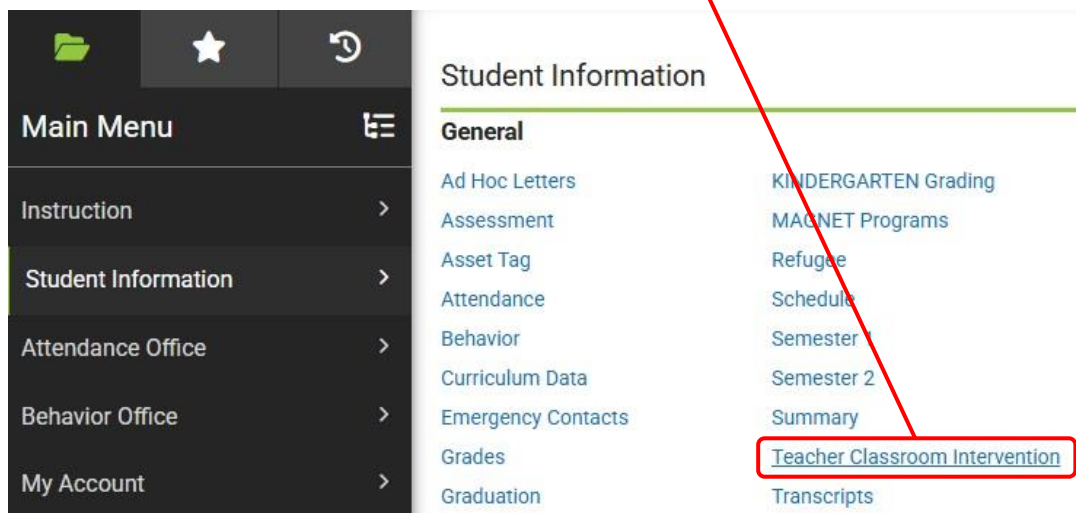 Main Menu
Instruction
Student Information
Attendance Office
Behavior Office
My Account
Student Information
General
Ad Hoc Letters
Assessment
Asset Tag
Attendance
Behavior
Curriculum Data
Emergency Contacts
Grades
Graduation
KINDERGARTEN Grading
MAGNET Programs
Refugee
Schedule
Semester 1
Semester 2
Summary
Teacher Classroom Intervention
Transcripts